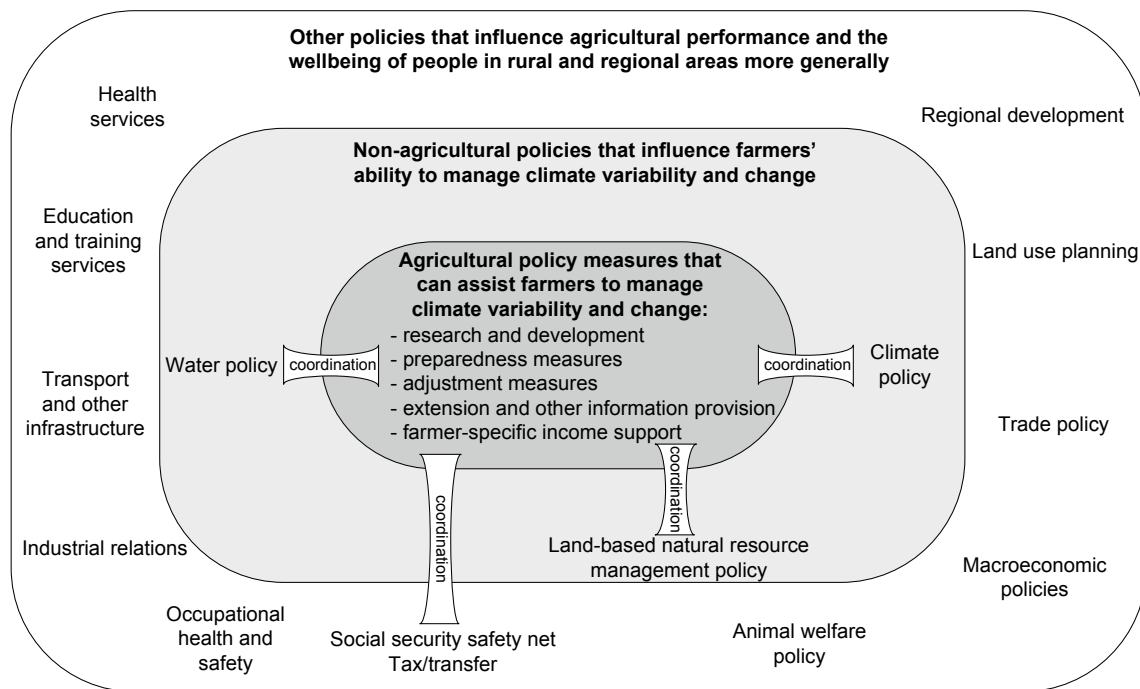 Other policies that influence agricultural performance and the
wellbeing of people in rural and regional areas more generally
Health
services
Regional development
Non-agricultural policies that influence farmers’
ability to manage climate variability and change
Education
and training
services
Land use planning
Agricultural policy measures that
can assist farmers to manage
climate variability and change:
- research and development
- preparedness measures
- adjustment measures
- extension and other information provision
- farmer-specific income support
Water policy
coordination
coordination
Climate
policy
Transport
and other
infrastructure
Trade policy
coordination
coordination
Industrial relations
Land-based natural resource
management policy
Macroeconomic
policies
Occupational
health and
safety
Social security safety net
Tax/transfer
Animal welfare
policy